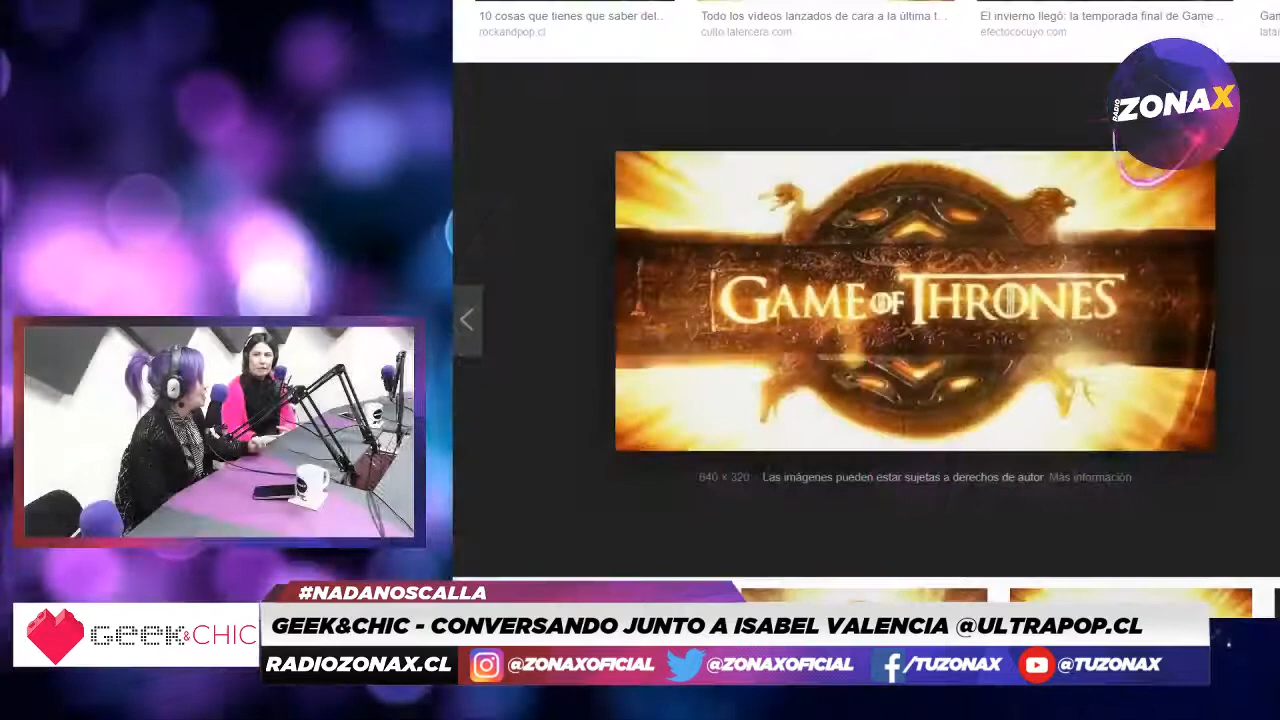 10 cosas que tienes que saber del..
rockandpop.cl
Todo los vídeos lanzados de cara a la última t...
culto.latercera.com
El invierno llegó: la temporada final de Game ...
efectococuyo.com
RADIO ZONAX
GAME OF THRONES
640 × 320 Las imágenes pueden estar sujetas a derechos de autor. Más información
#NADANOSCALLA
GEEK&CHIC
GEEK&CHIC - CONVERSANDO JUNTO A ISABEL VALENCIA @ULTRAPOP.CL
RADIOZONAX.CL @ZONAXOFICIAL @ZONAXOFICIAL /TUZONAX @TUZONAX